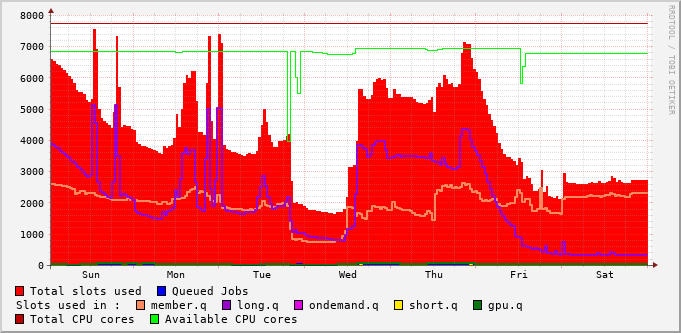 8000
7000
6000
5000
4000
3000
2000
1000
0
Sun Mon Tue Wed Thu Fri Sat
RRDTOOL / TOBI OETIKER
Total slots used Queued Jobs
Slots used in : member.q long.q ondemand.q short.q gpu.q
Total CPU cores Available CPU cores